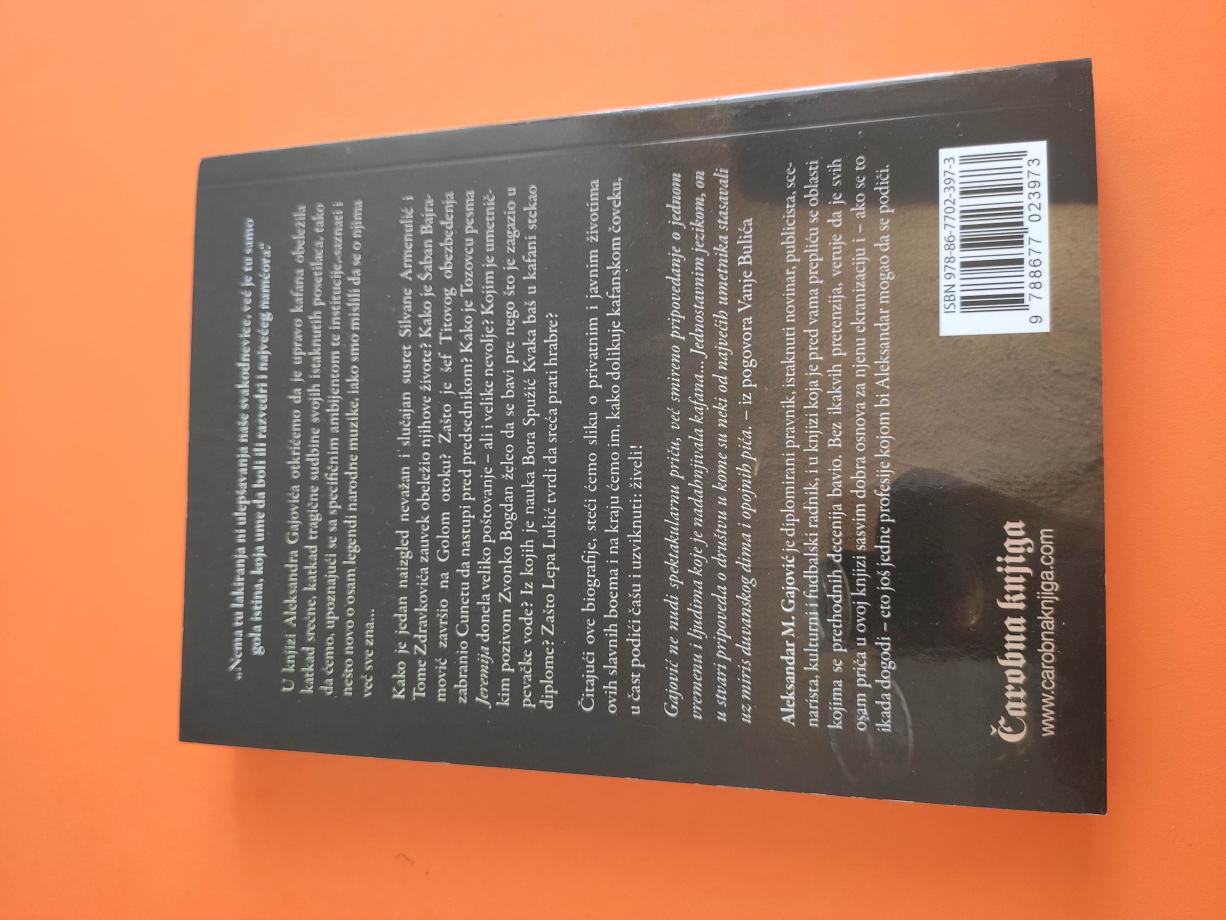 „Nema tu lakiranja ni ulepšavanja naše svakodnevice, već je tu samo
gola istina, koja ume da boli ili razvedri i najvećeg namćora.“
U knjizi Aleksandra Gajovića otkrićemo da je upravo kafana obeležila
katkad srećne, katkad tragične sudbine svojih istaknutih posetilaca, tako
da ćemo, upoznajući se sa specifičnim ambijentom te institucije, saznati i
nešto novo o osam legendi narodne muzike, iako smo mislili da se o njima
već sve zna...
Kako je jedan naizgled nevažan i slučajan susret Silvane Armenulić i
Tome Zdravkovića zauvek obeležio njihove živote? Kako je Šaban Bajra-
mović završio na Golom otoku? Zašto je šef Titovog obezbeđenja
zabranio Cunetu da nastupi pred predsednikom? Kako je Tozovcu pesma
Jeremija donela veliko poštovanje – ali i velike nevolje? Kojim je umetnič-
kim pozivom Zvonko Bogdan želeo da se bavi pre nego što je zagazio u
pevačke vode? Iz kojih je nauka Bora Spužić Kvaka baš u kafani stekao
diplome? Zašto Lepa Lukić tvrdi da sreća prati hrabre?
Čitajući ove biografije, steći ćemo sliku o privatnim i javnim životima
ovih slavnih boema i na kraju ćemo im, kako dolikuje kafanskom čoveku,
u čast podići čašu i uzviknuti: živeli!
Gajović ne nudi spektakularnu priču, već smireno pripovedanje o jednom
vremenu i ljudima koje je nadahnjivala kafana... Jednostavnim jezikom, on
u stvari pripoveda o društvu u kome su neki od najvećih umetnika stasavali
uz miris duvanskog dima i opojnih pića. – iz pogovora Vanje Bulića
Aleksandar M. Gajović je diplomirani pravnik, istaknuti novinar, publicista, sce-
narista, kulturni i fudbalski radnik, i u knjizi koja je pred vama prepliću se oblasti
kojima se prethodnih decenija bavio. Bez ikakvih pretenzija, veruje da je svih
osam priča u ovoj knjizi sasvim dobra osnova za njenu ekranizaciju i – ako se to
ikada dogodi – eto još jedne profesije kojom bi Aleksandar mogao da se podiči.
Čarobna knjiga
www.carobnaknjiga.com
ISBN 978-86-7702-397-3
9 788677 023973